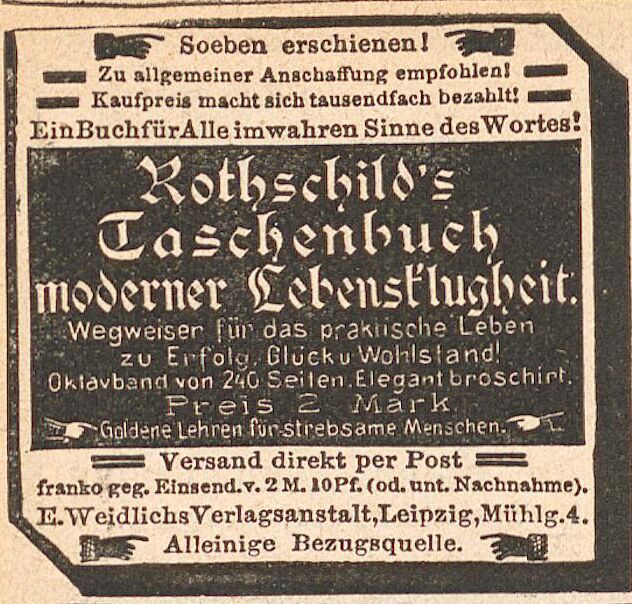 Soeben erschienen!
Zu allgemeiner Anschaffung empfohlen!
Kaufpreis macht sich tausendfach bezahlt!
Ein Buch für Alle im wahren Sinne des Wortes!
Rothschild's
Taschenbuch
moderner Lebensklugheit.
Wegweiser für das praktische Leben
zu Erfolg, Glück u Wohlstand!
Oktavband von 240 Seiten. Elegant broschirt.
Preis 2 Mark.
Goldene Lehren für strebsame Menschen.
Versand direkt per Post
franko geg. Einsend. v. 2 M. 10 Pf. (od. unt. Nachnahme).
E. Weidlichs Verlagsanstalt, Leipzig, Mühlg. 4.
Alleinige Bezugsquelle.